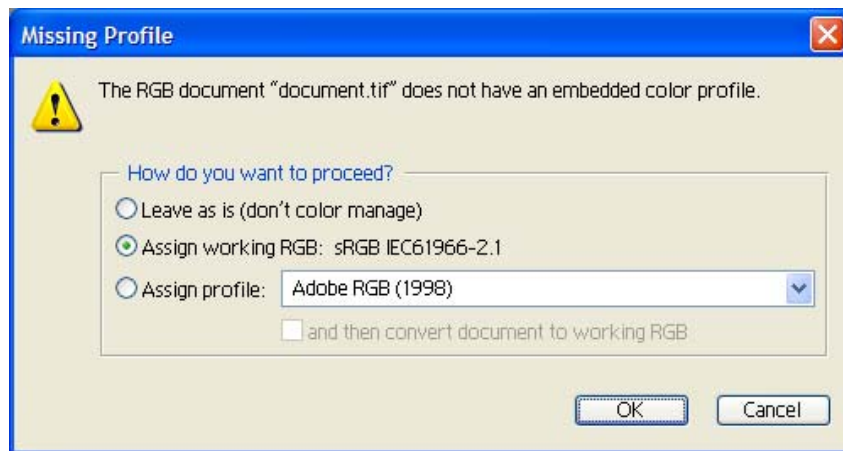 Missing Profile
The RGB document “document.tif” does not have an embedded color profile.
How do you want to proceed?
Leave as is (don't color manage)
Assign working RGB: sRGB IEC61966-2.1
Assign profile: Adobe RGB (1998)
and then convert document to working RGB
OK Cancel